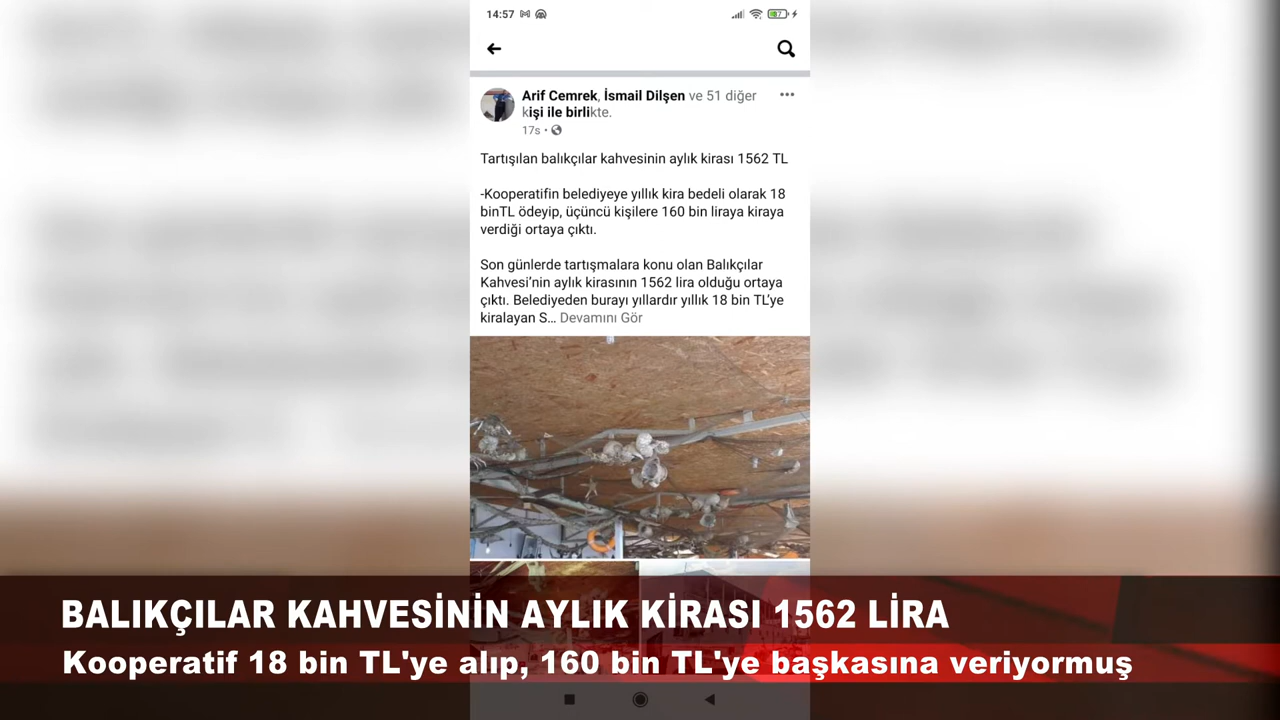 14:57
87
Arif Cemrek, İsmail Dilşen ve 51 diğer
kişi ile birlikte.
17s
Tartışılan balıkçılar kahvesinin aylık kirası 1562 TL
-Kooperatifin belediyeye yıllık kira bedeli olarak 18
binTL ödeyip, üçüncü kişilere 160 bin liraya kiraya
verdiği ortaya çıktı.
Son günlerde tartışmalara konu olan Balıkçılar
Kahvesi’nin aylık kirasının 1562 lira olduğu ortaya
çıktı. Belediyeden burayı yıllardır yıllık 18 bin TL’ye
kiralayan S... Devamını Gör
BALIKÇILAR KAHVESİNİN AYLIK KİRASI 1562 LİRA
Kooperatif 18 bin TL'ye alıp, 160 bin TL'ye başkasına veriyormuş